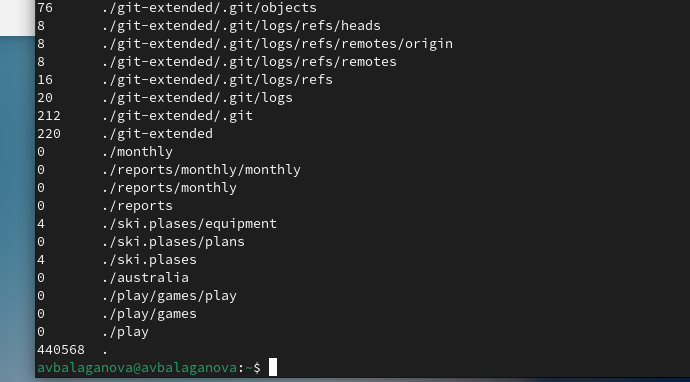 76 ./git-extended/.git/objects
8 ./git-extended/.git/logs/refs/heads
8 ./git-extended/.git/logs/refs/remotes/origin
8 ./git-extended/.git/logs/refs/remotes
16 ./git-extended/.git/logs/refs
20 ./git-extended/.git/logs
212 ./git-extended/.git
220 ./git-extended
0 ./monthly
0 ./reports/monthly/monthly
0 ./reports/monthly
0 ./reports
4 ./ski.plases/equipment
0 ./ski.plases/plans
4 ./ski.plases
0 ./australia
0 ./play/games/play
0 ./play/games
0 ./play
440568 .
avbalaganova@avbalaganova:~$